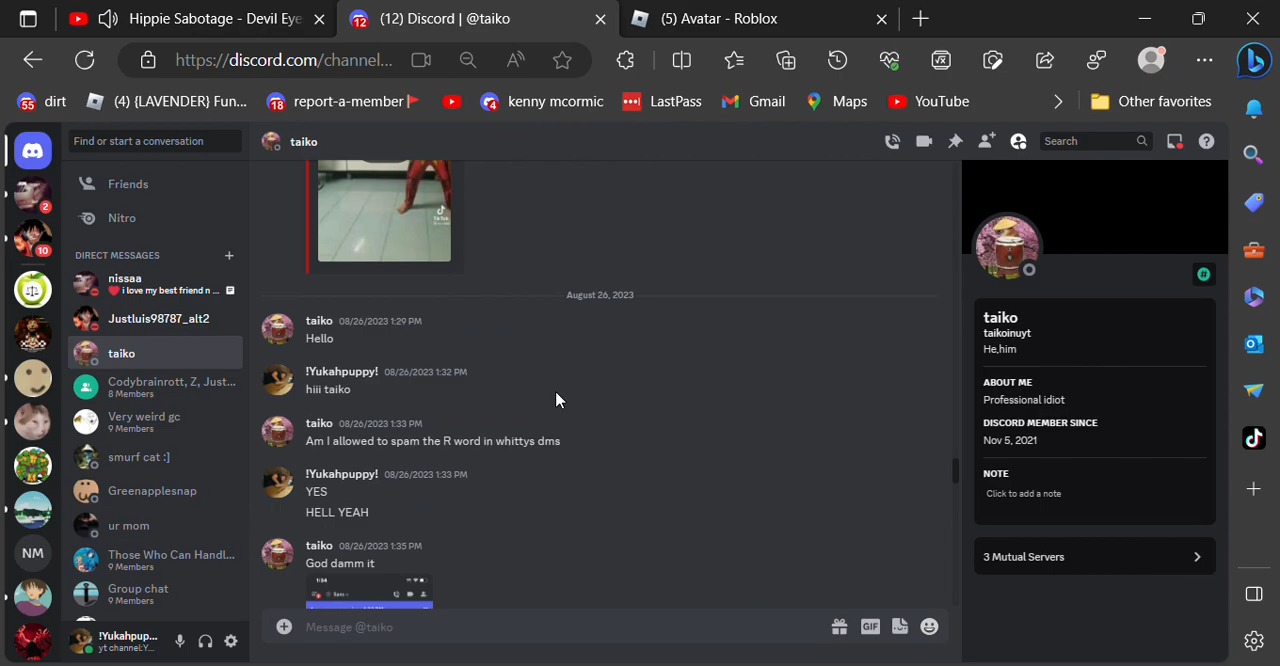 Hippie Sabotage - Devil Eye
(12) Discord | @taiko
(5) Avatar - Roblox
https://discord.com/channel...
dirt
(4) {LAVENDER} Fun...
report-a-member
kenny mcormic
LastPass
Gmail
Maps
YouTube
Other favorites
Find or start a conversation
Friends
Nitro
DIRECT MESSAGES
nissaa
i love my best friend n ...
Justluis98787_alt2
taiko
Codybrainrott, Z, Just...
8 Members
Very weird gc
9 Members
smurf cat :]
Greenapplesnap
ur mom
Those Who Can Handl...
9 Members
Group chat
9 Members
!Yukahpup...
yt channel:Y...
2
10
NM
taiko
Search
TikTok
August 26, 2023
taiko 08/26/2023 1:29 PM
Hello
!Yukahpuppy! 08/26/2023 1:32 PM
hiii taiko
taiko 08/26/2023 1:33 PM
Am I allowed to spam the R word in whittys dms
!Yukahpuppy! 08/26/2023 1:33 PM
YES
HELL YEAH
taiko 08/26/2023 1:35 PM
God damm it
1:34
Message @taiko
GIF
taiko
taikoinuyt
He,him
ABOUT ME
Professional idiot
DISCORD MEMBER SINCE
Nov 5, 2021
NOTE
Click to add a note
3 Mutual Servers